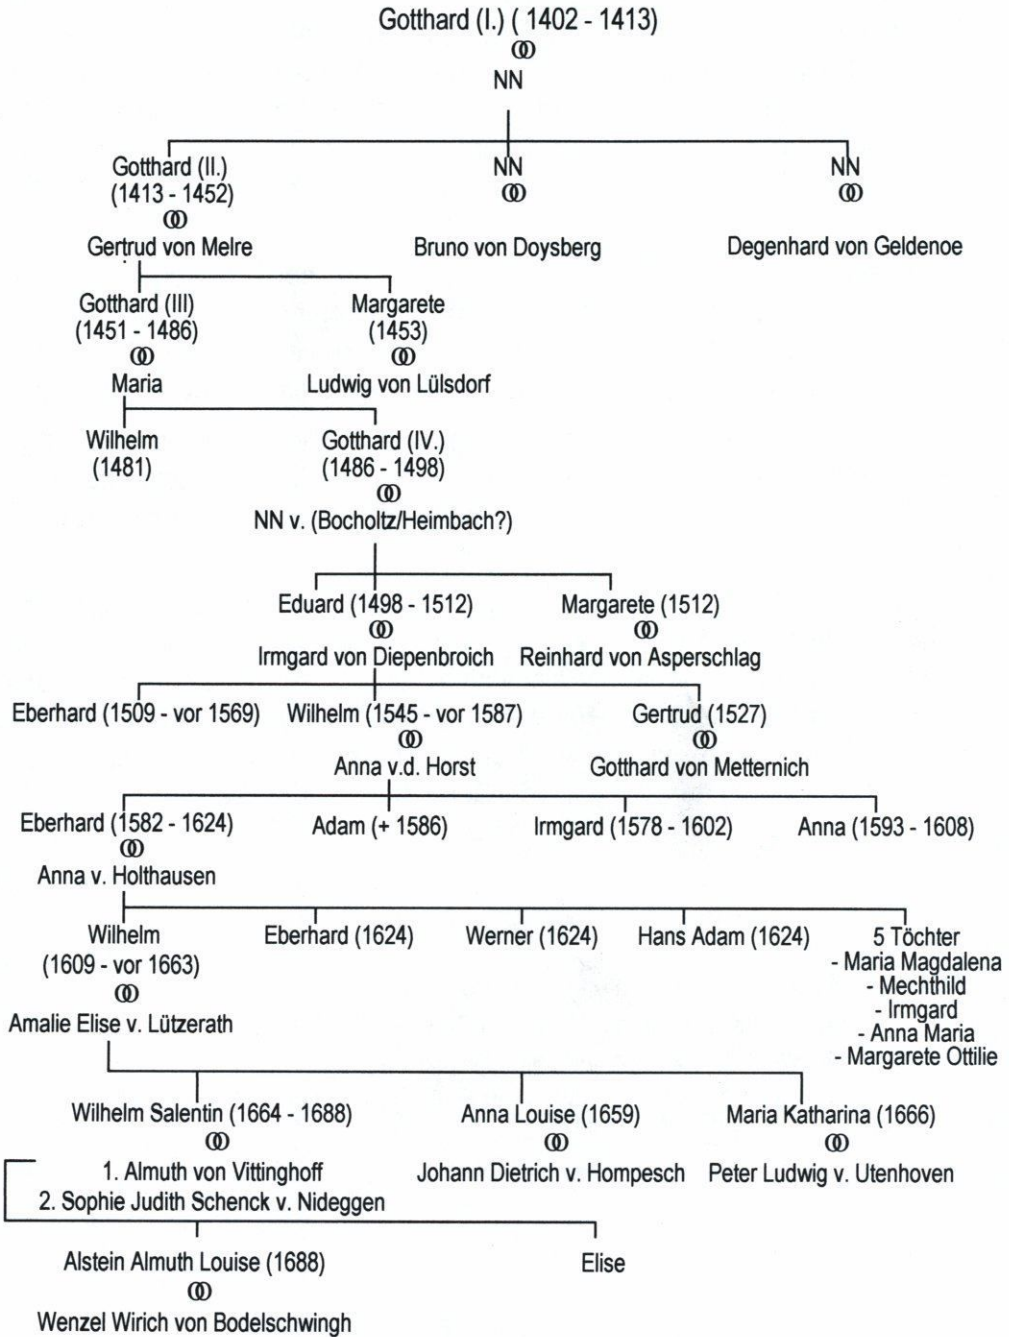 Gotthard (I.) ( 1402 - 1413)
NN
Gotthard (II.)
(1413 - 1452)
Gertrud von Melre
NN
Bruno von Doysberg
NN
Degenhard von Geldenoe
Gotthard (III)
(1451 - 1486)
Maria
Margarete
(1453)
Ludwig von Lülsdorf
Wilhelm
(1481)
Gotthard (IV.)
(1486 - 1498)
NN v. (Bocholtz/Heimbach?)
Eduard (1498 - 1512)
Irmgard von Diepenbroich
Margarete (1512)
Reinhard von Asperschlag
Eberhard (1509 - vor 1569)
Wilhelm (1545 - vor 1587)
Anna v.d. Horst
Gertrud (1527)
Gotthard von Metternich
Eberhard (1582 - 1624)
Anna v. Holthausen
Adam (+ 1586)
Irmgard (1578 - 1602)
Anna (1593 - 1608)
Wilhelm
(1609 - vor 1663)
Amalie Elise v. Lützerath
Eberhard (1624)
Werner (1624)
Hans Adam (1624)
5 Töchter
- Maria Magdalena
- Mechthild
- Irmgard
- Anna Maria
- Margarete Ottilie
Wilhelm Salentin (1664 - 1688)
1. Almuth von Vittinghoff
2. Sophie Judith Schenck v. Nideggen
Anna Louise (1659)
Johann Dietrich v. Hompesch
Maria Katharina (1666)
Peter Ludwig v. Utenhoven
Alstein Almuth Louise (1688)
Wenzel Wirich von Bodelschwingh
Elise